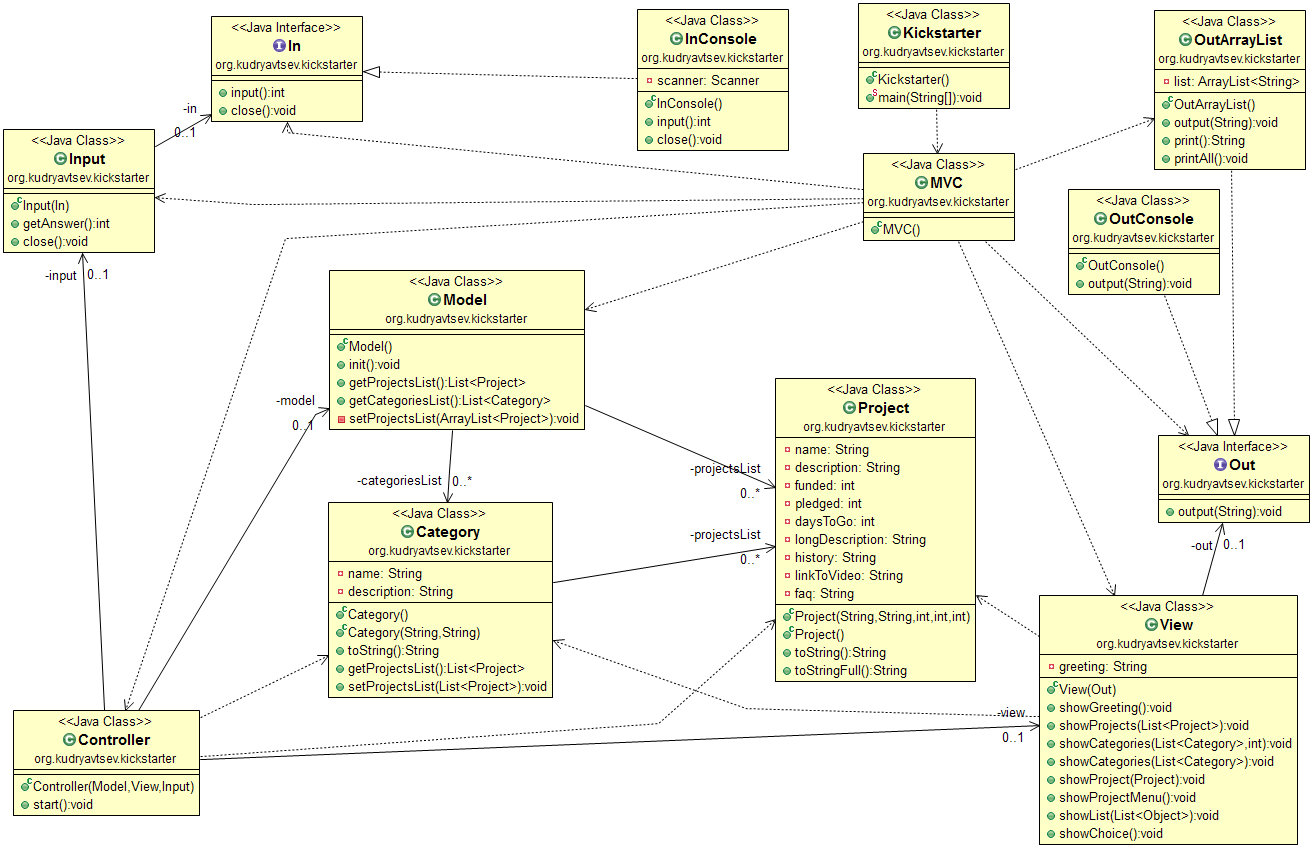 <<Java Interface>>
In
org.kudryavtsev.kickstarter
input():int
close():void
<<Java Class>>
InConsole
org.kudryavtsev.kickstarter
scanner: Scanner
InConsole()
input():int
close():void
<<Java Class>>
Kickstarter
org.kudryavtsev.kickstarter
Kickstarter()
main(String[]):void
<<Java Class>>
OutArrayList
org.kudryavtsev.kickstarter
list: ArrayList<String>
OutArrayList()
output(String):void
print():String
printAll():void
-in
0..1
<<Java Class>>
Input
org.kudryavtsev.kickstarter
Input(In)
getAnswer():int
close():void
<<Java Class>>
MVC
org.kudryavtsev.kickstarter
MVC()
<<Java Class>>
OutConsole
org.kudryavtsev.kickstarter
OutConsole()
output(String):void
-input
0..1
<<Java Class>>
Model
org.kudryavtsev.kickstarter
Model()
init():void
getProjectsList():List<Project>
getCategoriesList():List<Category>
setProjectsList(ArrayList<Project>):void
-model
0..1
-categoriesList
0..*
-projectsList
0..*
-projectsList
0..*
<<Java Class>>
Project
org.kudryavtsev.kickstarter
name: String
description: String
funded: int
pledged: int
daysToGo: int
longDescription: String
history: String
linkToVideo: String
faq: String
Project(String,String,int,int,int)
Project()
toString():String
toStringFull():String
<<Java Interface>>
Out
org.kudryavtsev.kickstarter
output(String):void
-out
0..1
<<Java Class>>
Category
org.kudryavtsev.kickstarter
name: String
description: String
Category()
Category(String,String)
toString():String
getProjectsList():List<Project>
setProjectsList(List<Project>):void
<<Java Class>>
View
org.kudryavtsev.kickstarter
greeting: String
View(Out)
showGreeting():void
showProjects(List<Project>):void
showCategories(List<Category>,int):void
showCategories(List<Category>):void
showProject(Project):void
showProjectMenu():void
showList(List<Object>):void
showChoice():void
-view
0..1
<<Java Class>>
Controller
org.kudryavtsev.kickstarter
Controller(Model,View,Input)
start():void